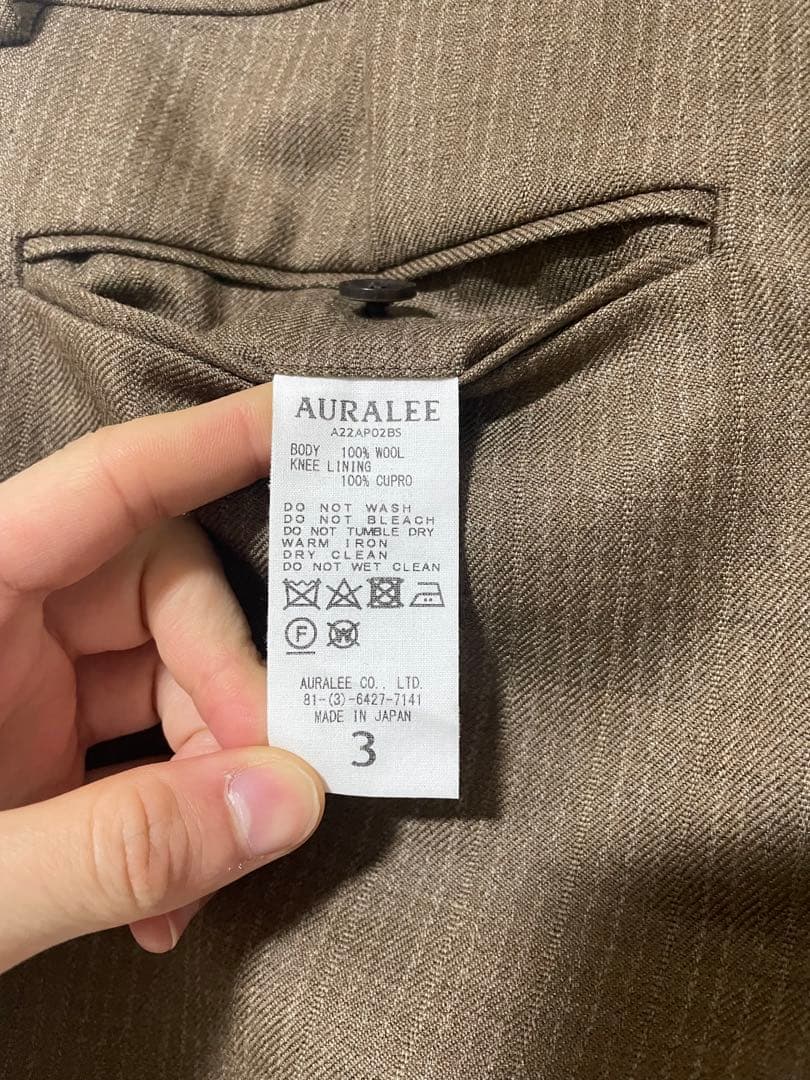 AURALEE
A22AP02BS
BODY 100% WOOL
KNEE LINING
100% CUPRO
DO NOT WASH
DO NOT BLEACH
DO NOT TUMBLE DRY
WARM IRON
DRY CLEAN
DO NOT WET CLEAN
F
W
AURALEE CO., LTD.
81-(3)-6427-7141
MADE IN JAPAN
3